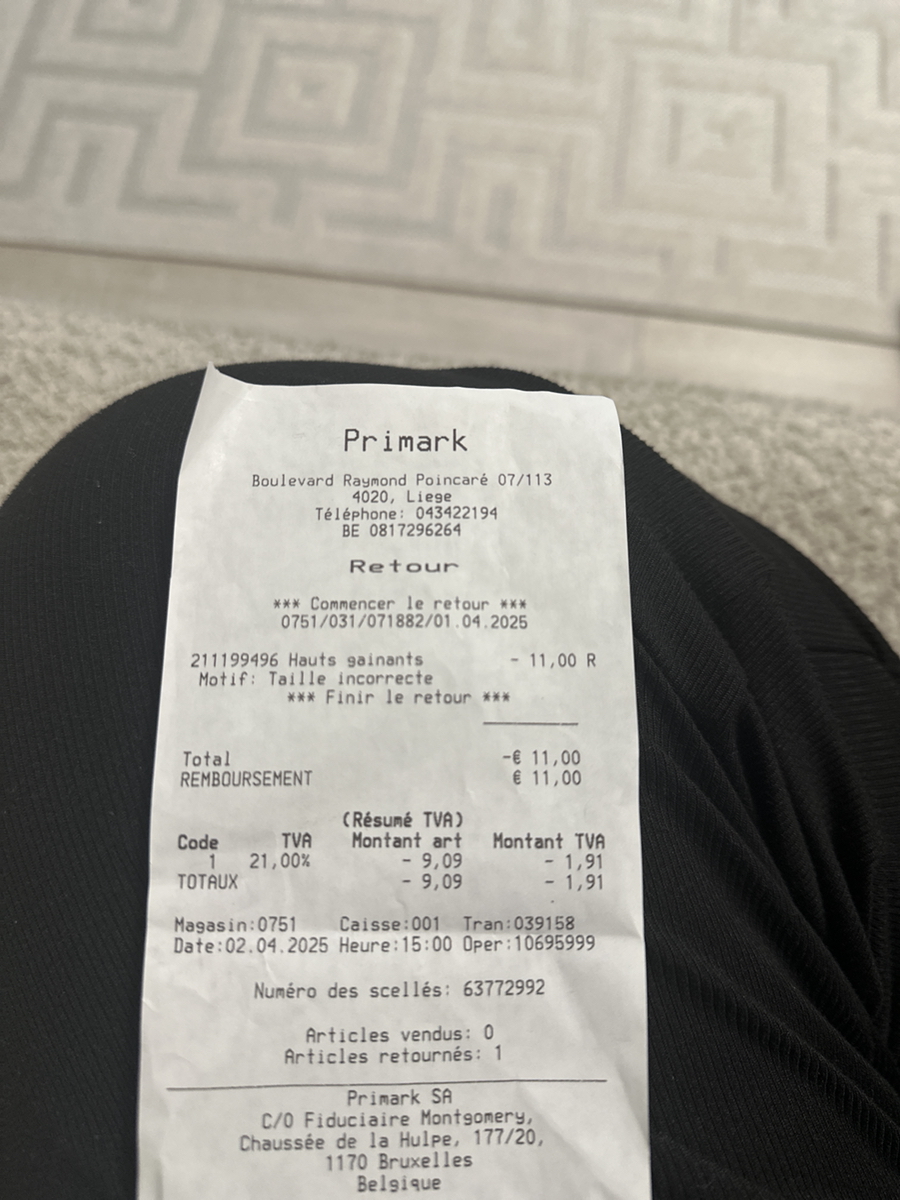 Primark
Boulevard Raymond Poincaré 07/113
4020, Liege
Téléphone: 043422194
BE 0817296264
Retour
*** Commencer le retour ***
0751/031/071882/01.04.2025
211199496 Hauts gainants - 11,00 R
Motif: Taille incorrecte
*** Finir le retour ***
Total -€ 11,00
REMBOURSEMENT € 11,00
(Résumé TVA)
Code TVA Montant art Montant TVA
1 21,00% - 9,09 - 1,91
TOTAUX - 9,09 - 1,91
Magasin:0751 Caisse:001 Tran:039158
Date:02.04.2025 Heure:15:00 Oper:10695999
Numéro des scellés: 63772992
Articles vendus: 0
Articles retournés: 1
Primark SA
C/O Fiduciaire Montgomery,
Chaussée de la Hulpe, 177/20,
1170 Bruxelles
Belgique